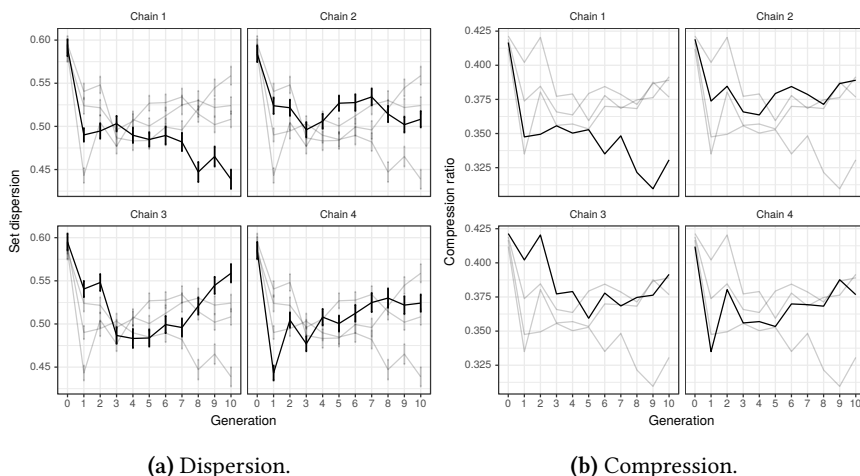 Chain 1
Chain 2
0.60
0.55
0.50
0.45
Chain 3
Chain 4
0.60
0.55
0.50
0.45
0 1 2 3 4 5 6 7 8 9 10
0 1 2 3 4 5 6 7 8 9 10
Set dispersion
Generation
(a) Dispersion.
Chain 1
Chain 2
0.425
0.400
0.375
0.350
0.325
Chain 3
Chain 4
0.425
0.400
0.375
0.350
0.325
0 1 2 3 4 5 6 7 8 9 10
0 1 2 3 4 5 6 7 8 9 10
Compression ratio
Generation
(b) Compression.